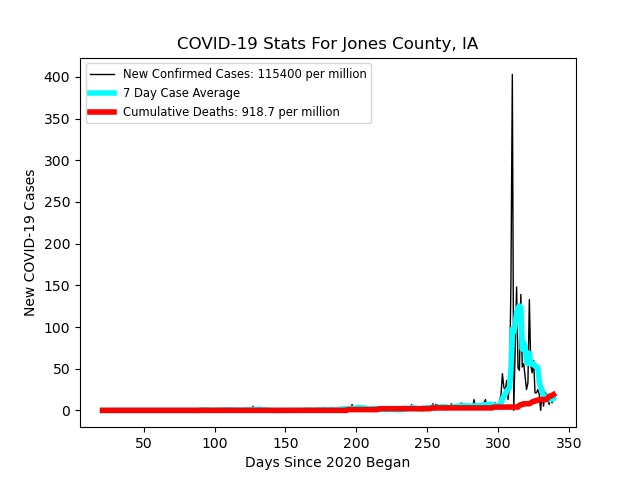 COVID-19 Stats For Jones County, IA
New Confirmed Cases: 115400 per million
7 Day Case Average
Cumulative Deaths: 918.7 per million
New COVID-19 Cases
400
350
300
250
200
150
100
50
0
50
100
150
200
250
300
350
Days Since 2020 Began